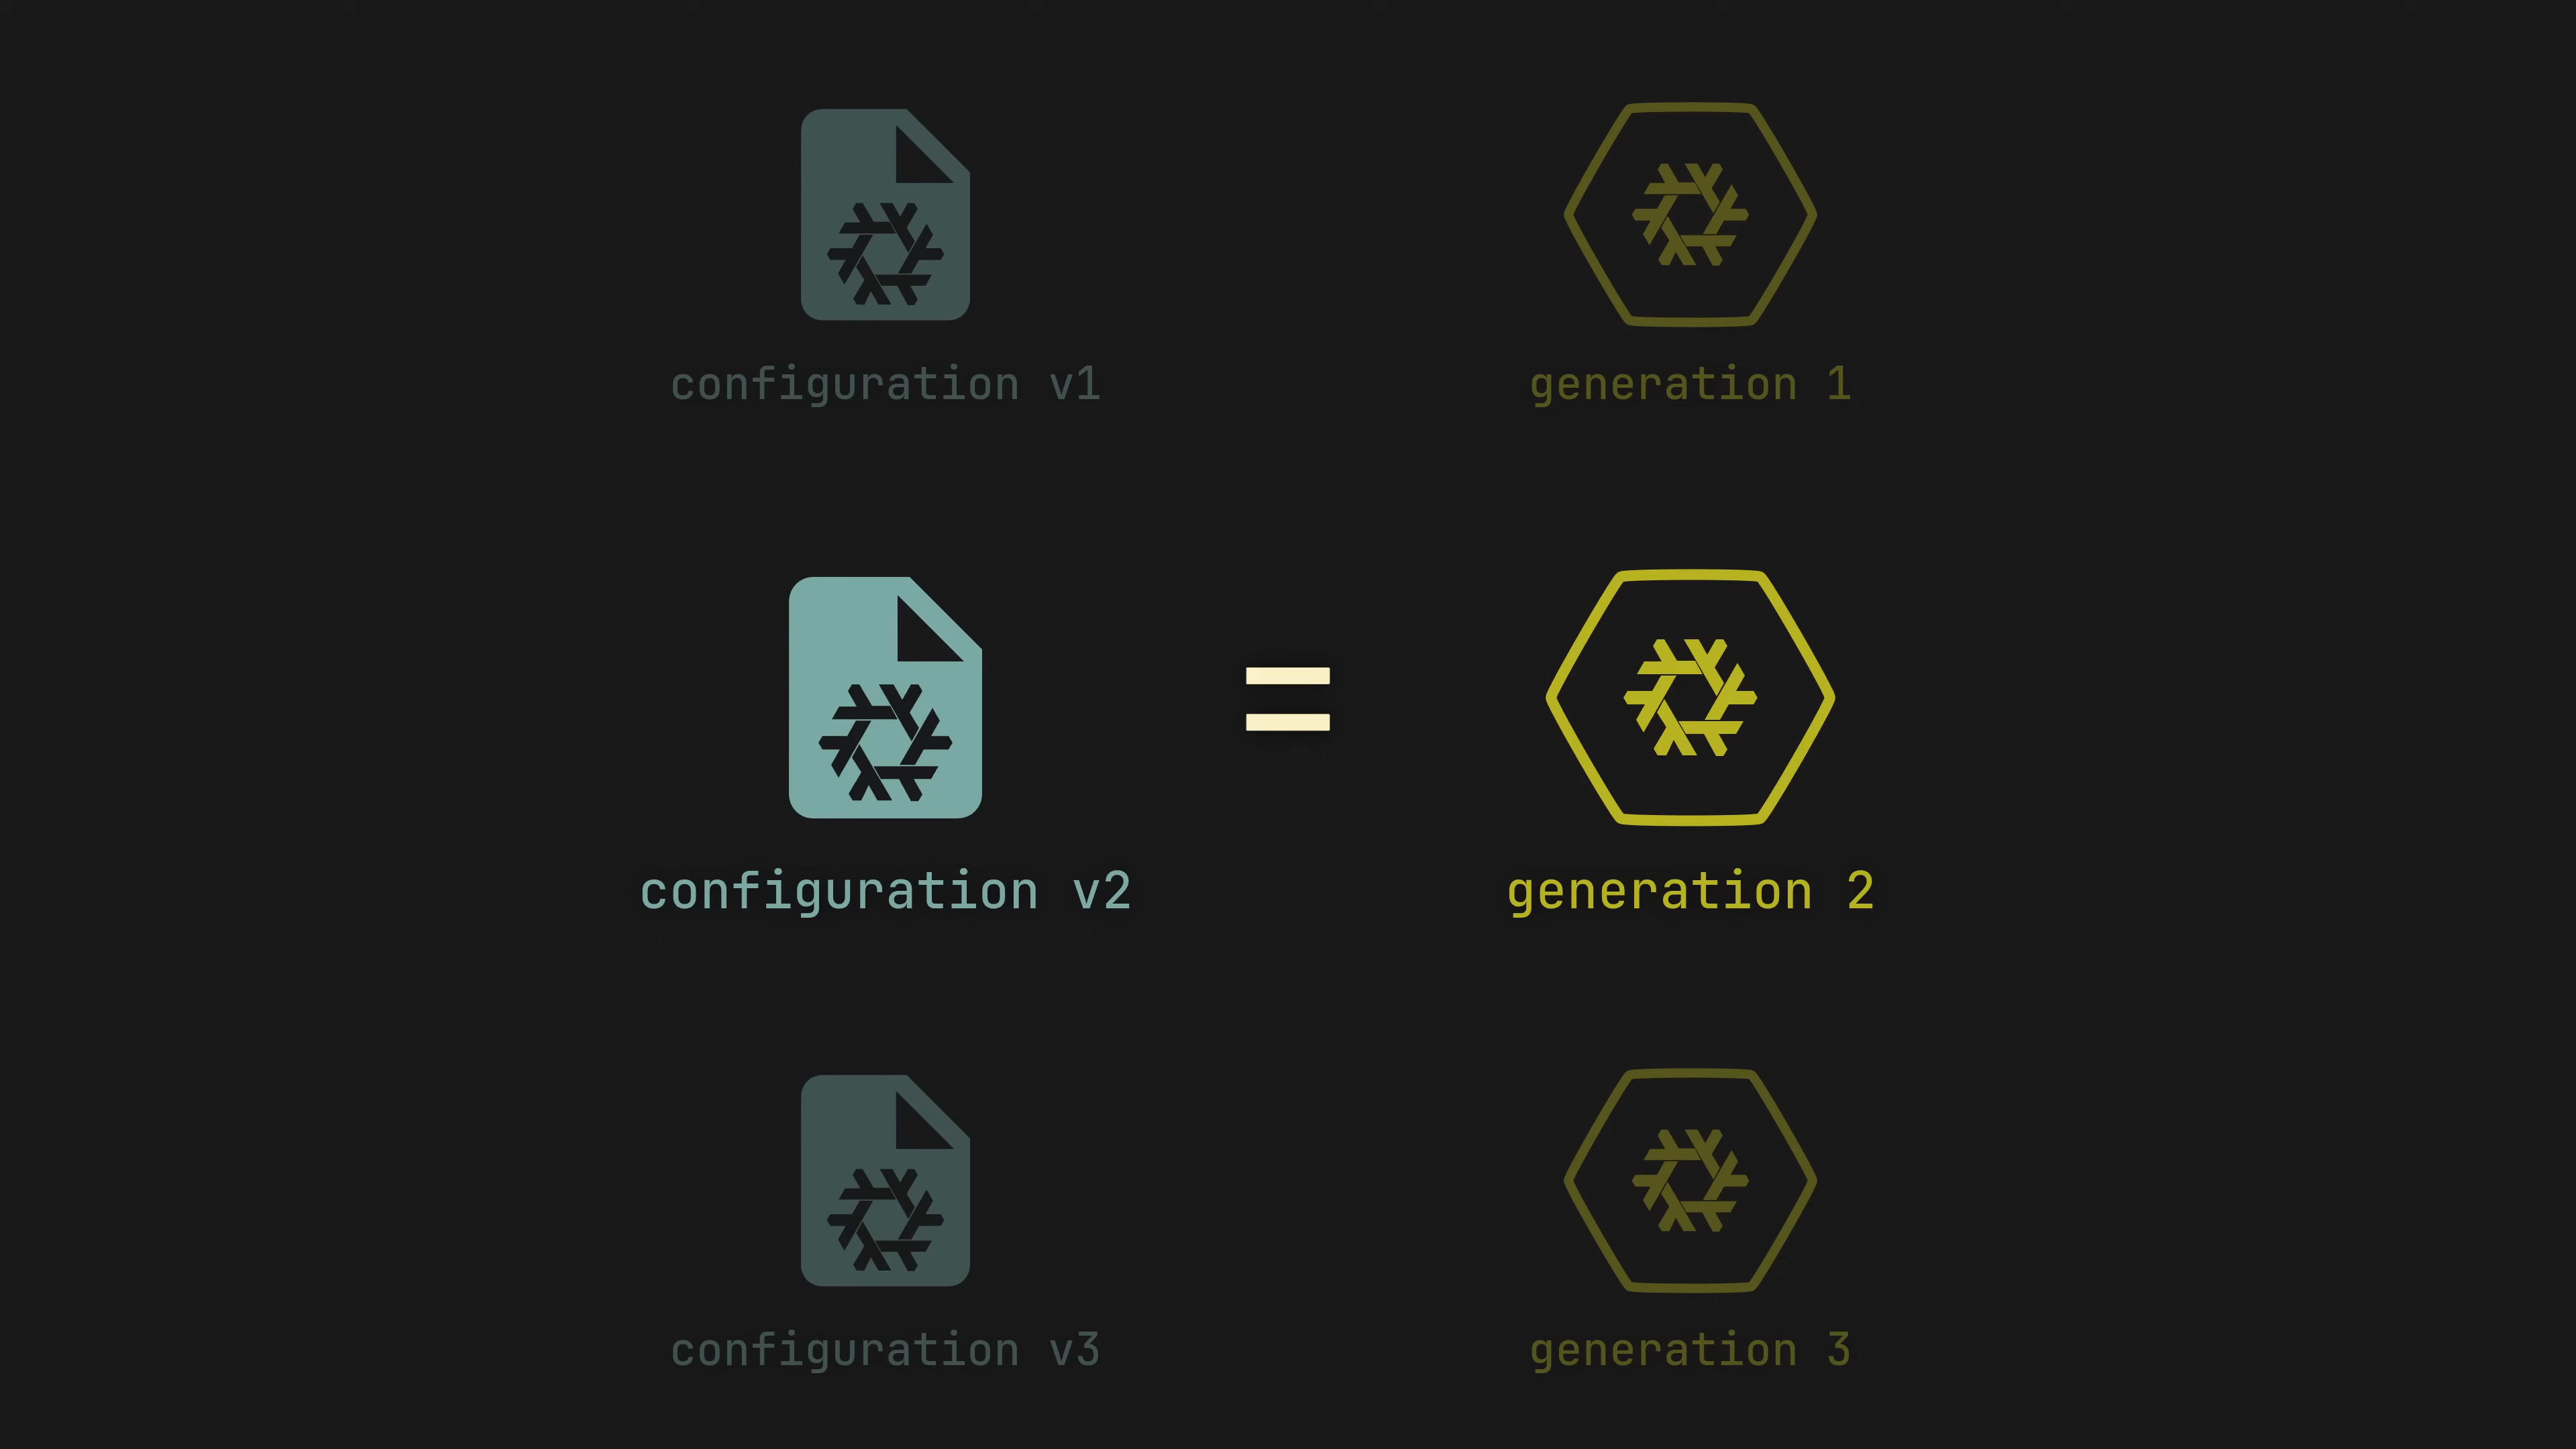 configuration v1
generation 1
=
configuration v2
generation 2
configuration v3
generation 3